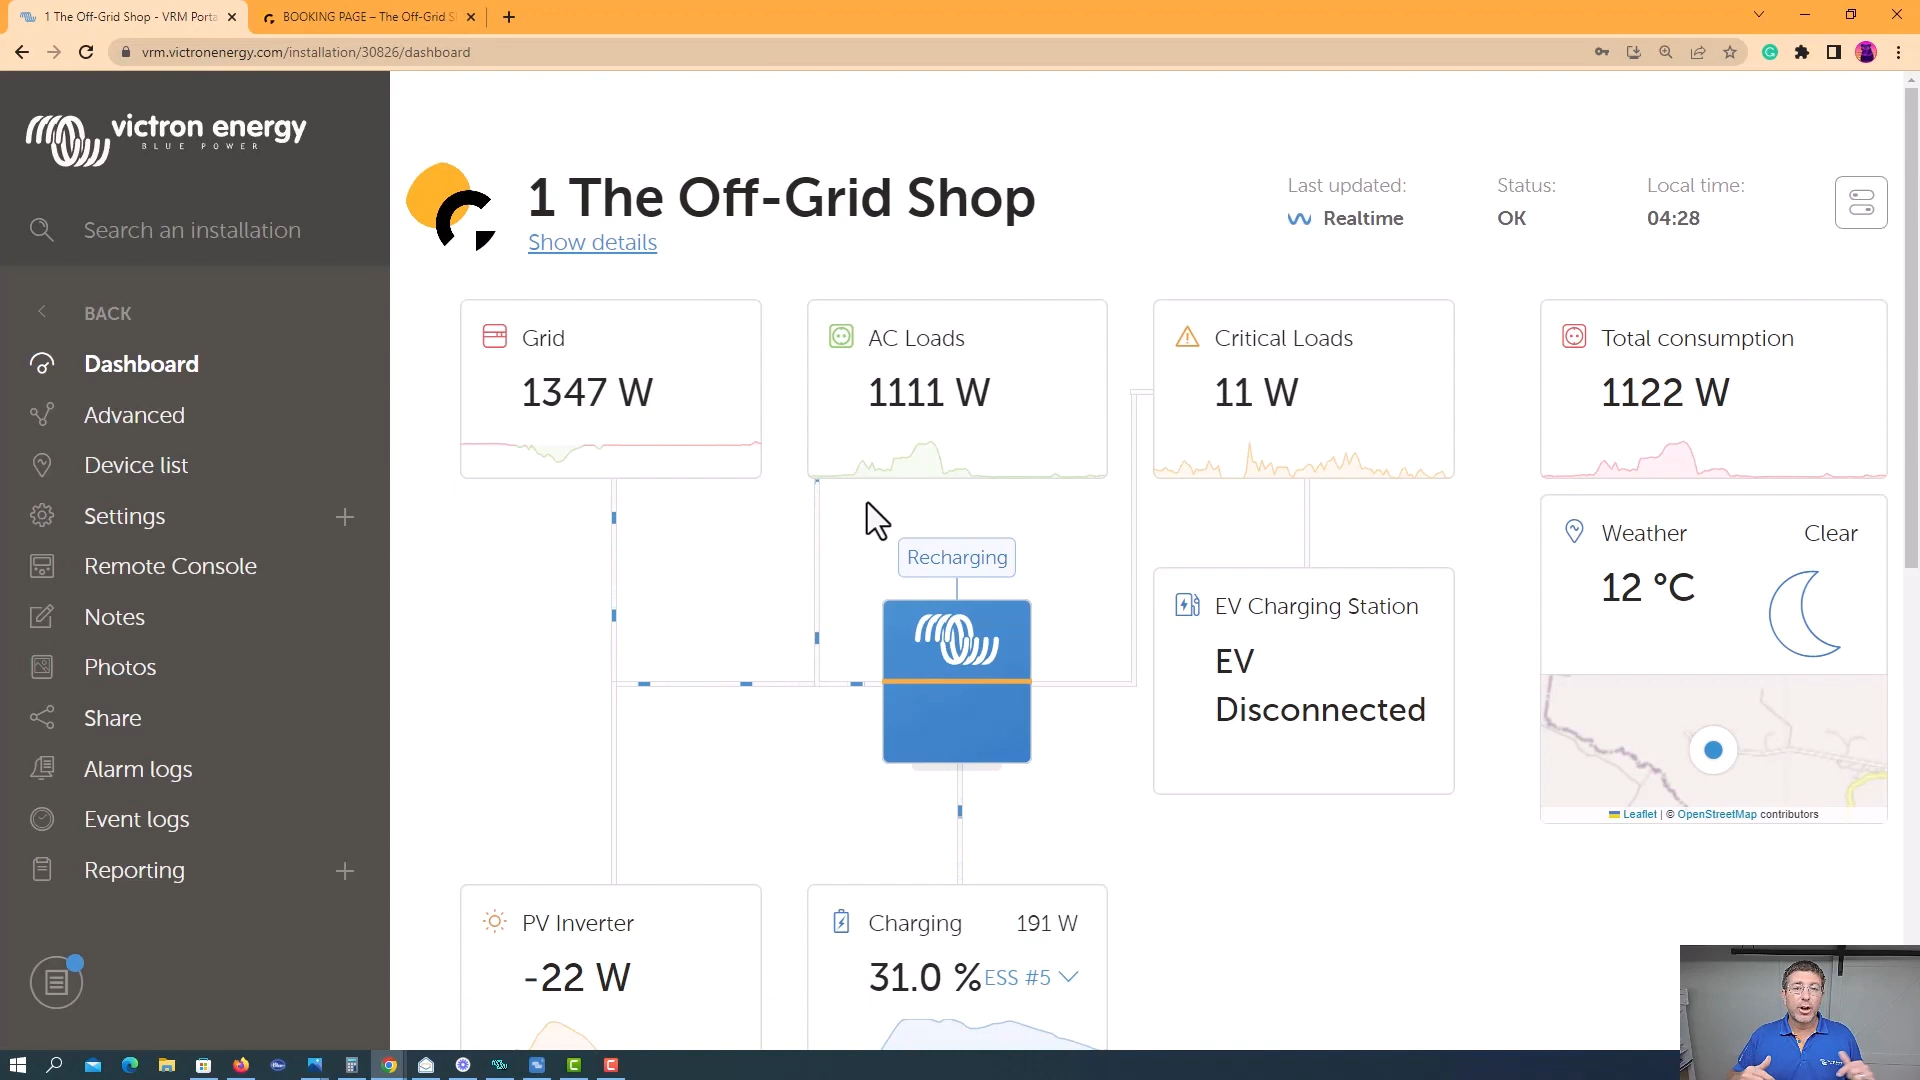 1 The Off-Grid Shop - VRM Porta
BOOKING PAGE – The Off-Grid S
vrm.victronenergy.com/installation/30826/dashboard
victron energy
BLUE POWER
Search an installation
BACK
Dashboard
Advanced
Device list
Settings
Remote Console
Notes
Photos
Share
Alarm logs
Event logs
Reporting
1 The Off-Grid Shop
Show details
Last updated:
Realtime
Status:
OK
Local time:
04:28
Grid
1347 W
AC Loads
1111 W
Critical Loads
11 W
Total consumption
1122 W
Recharging
EV Charging Station
EV
Disconnected
Weather
Clear
12 °C
Leaflet | © OpenStreetMap contributors
PV Inverter
-22 W
Charging
191 W
31.0 %
ESS #5